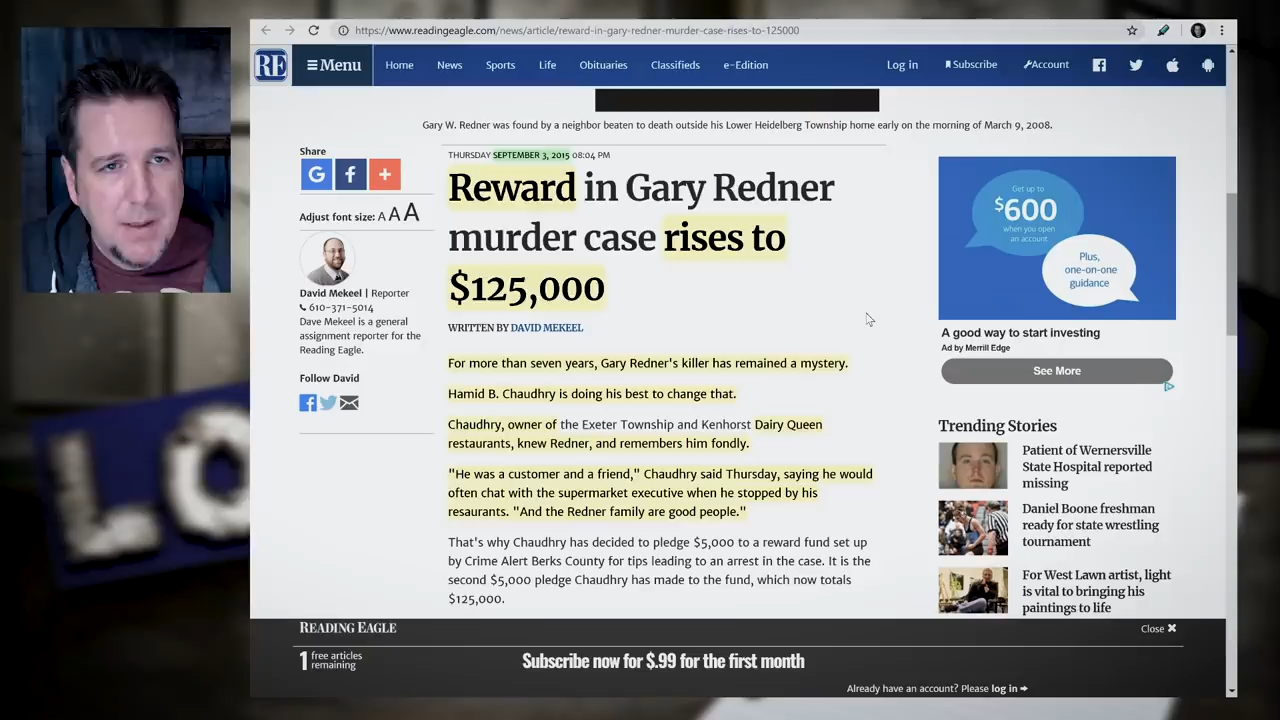 https://www.readingeagle.com/news/article/reward-in-gary-redner-murder-case-rises-to-125000
RE
Menu
Home
News
Sports
Life
Obituaries
Classifieds
e-Edition
Log in
Subscribe
Account
Gary W. Redner was found by a neighbor beaten to death outside his Lower Heidelberg Township home early on the morning of March 9, 2008.
Share
G
f
+
Adjust font size: A A A
David Mekeel | Reporter
610-371-5014
Dave Mekeel is a general
assignment reporter for the
Reading Eagle.
Follow David
THURSDAY SEPTEMBER 3, 2015 08:04 PM
Reward in Gary Redner
murder case rises to
$125,000
WRITTEN BY DAVID MEKEEL
For more than seven years, Gary Redner's killer has remained a mystery.
Hamid B. Chaudhry is doing his best to change that.
Chaudhry, owner of the Exeter Township and Kenhorst Dairy Queen
restaurants, knew Redner, and remembers him fondly.
"He was a customer and a friend," Chaudhry said Thursday, saying he would
often chat with the supermarket executive when he stopped by his
resaurants. "And the Redner family are good people."
That's why Chaudhry has decided to pledge $5,000 to a reward fund set up
by Crime Alert Berks County for tips leading to an arrest in the case. It is the
second $5,000 pledge Chaudhry has made to the fund, which now totals
$125,000.
Get up to
$600
when you open
an account
Plus,
one-on-one
guidance
A good way to start investing
Ad by Merrill Edge
See More
Trending Stories
Patient of Wernersville
State Hospital reported
missing
Daniel Boone freshman
ready for state wrestling
tournament
For West Lawn artist, light
is vital to bringing his
paintings to life
READING EAGLE
Close ✖
1 free articles
remaining
Subscribe now for $.99 for the first month
Already have an account? Please log in
LO